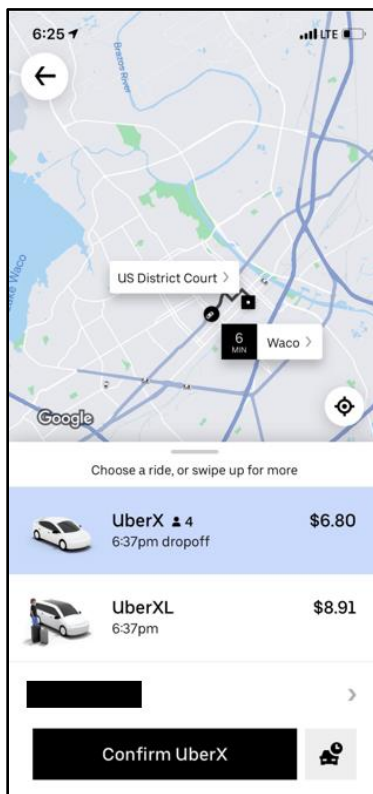 6:25
LTE
Brazos River
US District Court >
Lake Waco
6
MIN
Waco >
Google
Choose a ride, or swipe up for more
UberX 4
$6.80
6:37pm dropoff
UberXL
$8.91
6:37pm
Confirm UberX